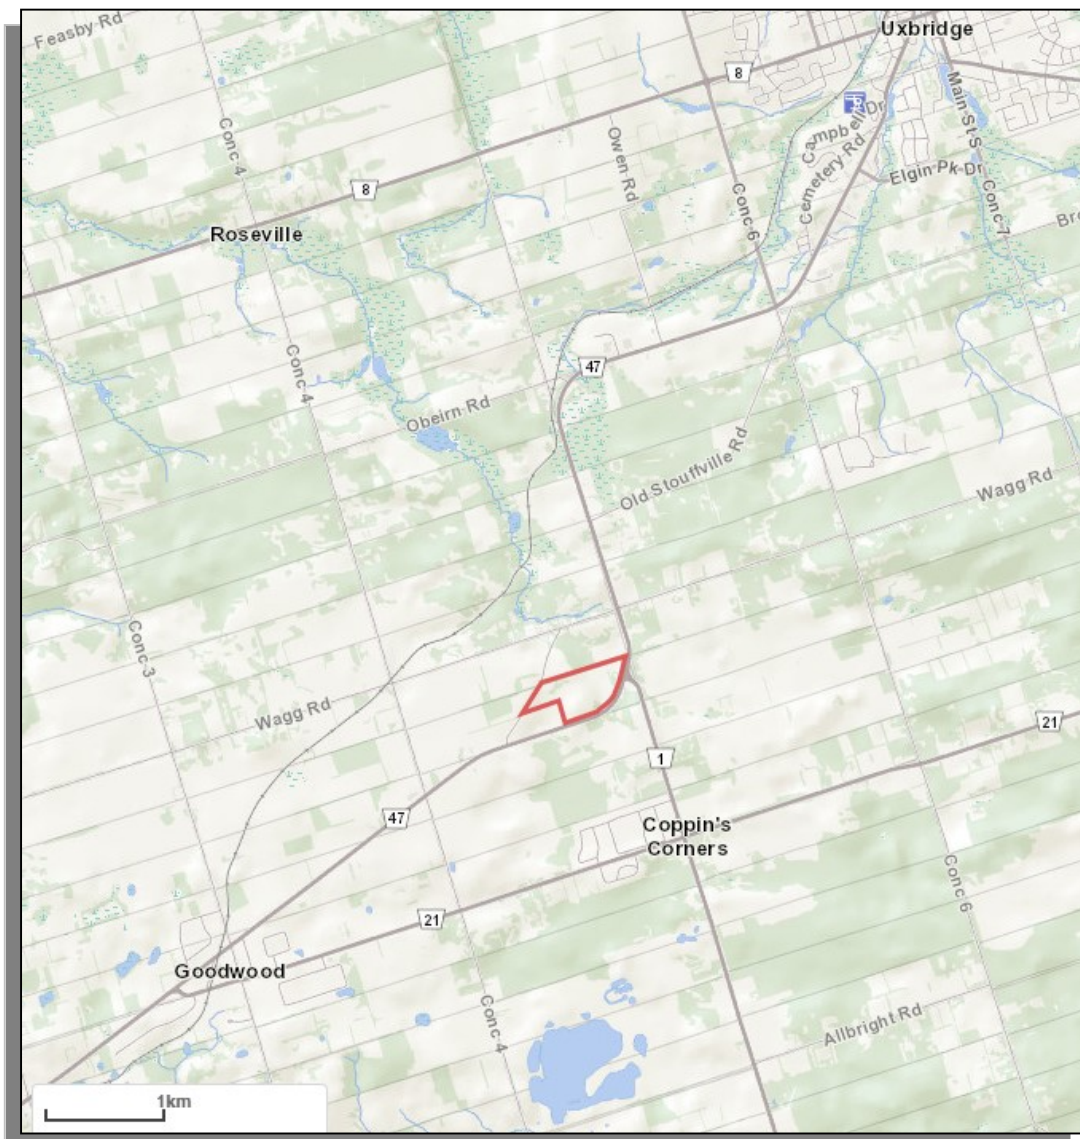 Feasby Rd
Uxbridge
8
Campbell Dr
Main St S
Conc 4
Owen Rd
Cemetery Rd
Elgin Pk Dr
8
Conc 6
Conc 7
Roseville
Conc 4
47
Obeirn Rd
Old Stouffville Rd
Wagg Rd
Conc 3
Wagg Rd
21
1
47
Coppin's
Corners
Conc 6
21
Goodwood
Conc 4
Allbright Rd
1km